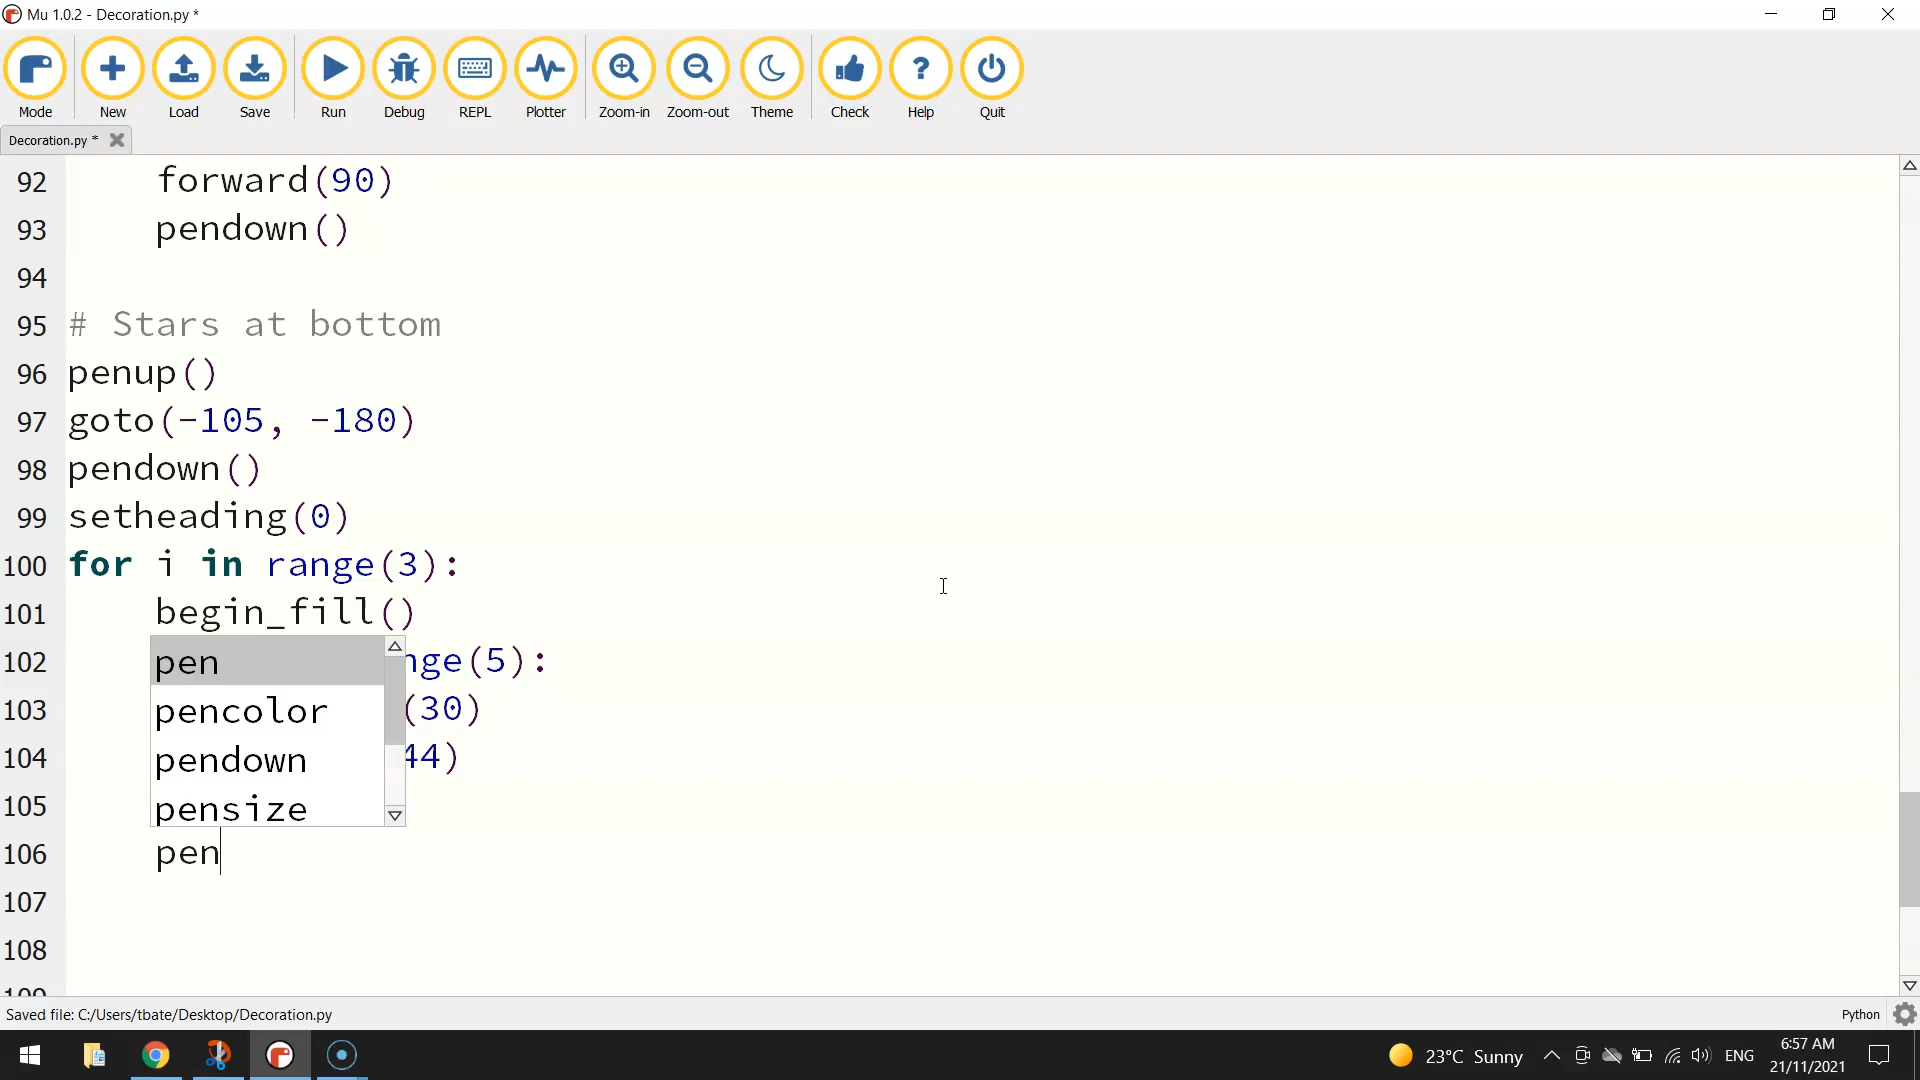 Mu 1.0.2 - Decoration.py *
Mode New Load Save Run Debug REPL Plotter Zoom-in Zoom-out Theme Check ? Help Quit
Decoration.py *
92 forward(90)
93 pendown()
94
95 # Stars at bottom
96 penup()
97 goto(-105, -180)
98 pendown()
99 setheading(0)
100 for i in range(3):
101 begin_fill()
102 pen nge(5):
103 pencolor (30)
104 pendown 44)
105 pensize
106 pen
107
108
Saved file: C:/Users/tbate/Desktop/Decoration.py Python
23°C Sunny ENG 6:57 AM
21/11/2021